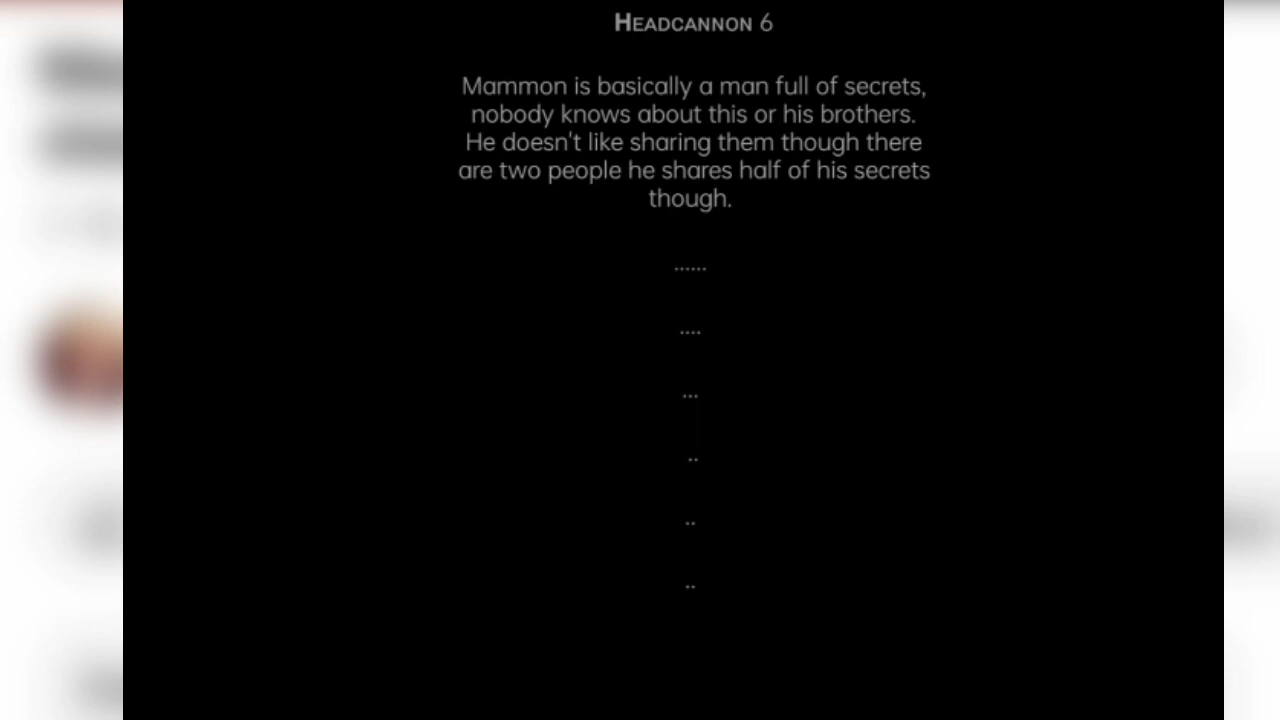 Headcannon 6
Mammon is basically a man full of secrets,
nobody knows about this or his brothers.
He doesn't like sharing them though there
are two people he shares half of his secrets
though.
......
....
...
..
..
..